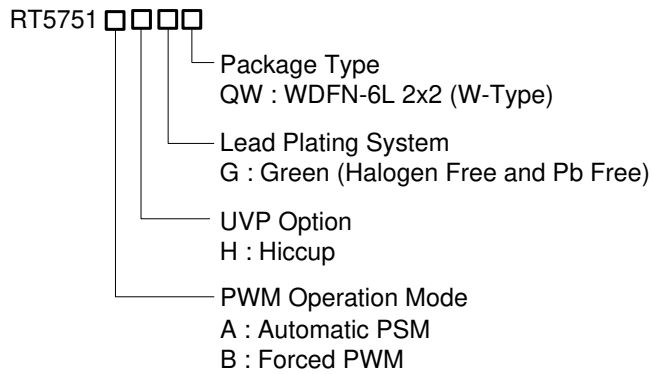 RT5751
Package Type
QW : WDFN-6L 2x2 (W-Type)
Lead Plating System
G : Green (Halogen Free and Pb Free)
UVP Option
H : Hiccup
PWM Operation Mode
A : Automatic PSM
B : Forced PWM